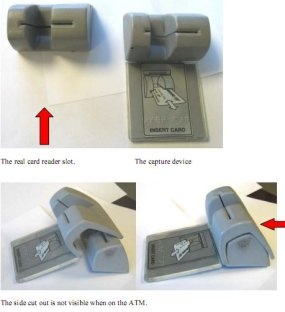 INSERT CARD
The real card reader slot. The capture device
The side cut out is not visible when on the ATM.